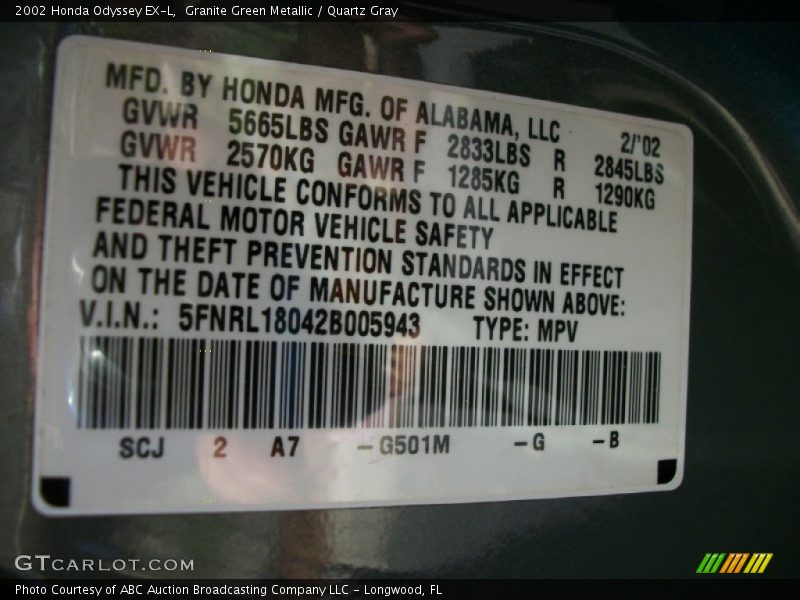 2002 Honda Odyssey EX-L, Granite Green Metallic / Quartz Gray
MFD. BY HONDA MFG. OF ALABAMA, LLC 2/'02
GVWR 5665LBS GAWR F 2833LBS R 2845LBS
GVWR 2570KG GAWR F 1285KG R 1290KG
THIS VEHICLE CONFORMS TO ALL APPLICABLE
FEDERAL MOTOR VEHICLE SAFETY
AND THEFT PREVENTION STANDARDS IN EFFECT
ON THE DATE OF MANUFACTURE SHOWN ABOVE:
V.I.N.: 5FNRL18042B005943 TYPE: MPV
SCJ 2 A7 -G501M -G -B
GTCARLOT.COM
Photo Courtesy of ABC Auction Broadcasting Company LLC - Longwood, FL